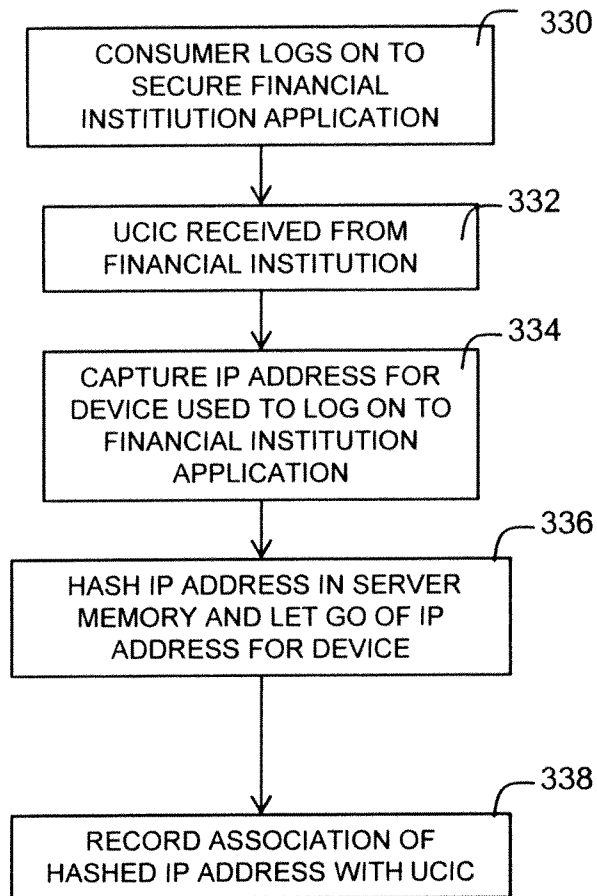 330
CONSUMER LOGS ON TO
SECURE FINANCIAL
INSTITIUTION APPLICATION
332
UCIC RECEIVED FROM
FINANCIAL INSTITUTION
334
CAPTURE IP ADDRESS FOR
DEVICE USED TO LOG ON TO
FINANCIAL INSTITUTION
APPLICATION
336
HASH IP ADDRESS IN SERVER
MEMORY AND LET GO OF IP
ADDRESS FOR DEVICE
338
RECORD ASSOCIATION OF
HASHED IP ADDRESS WITH UCIC